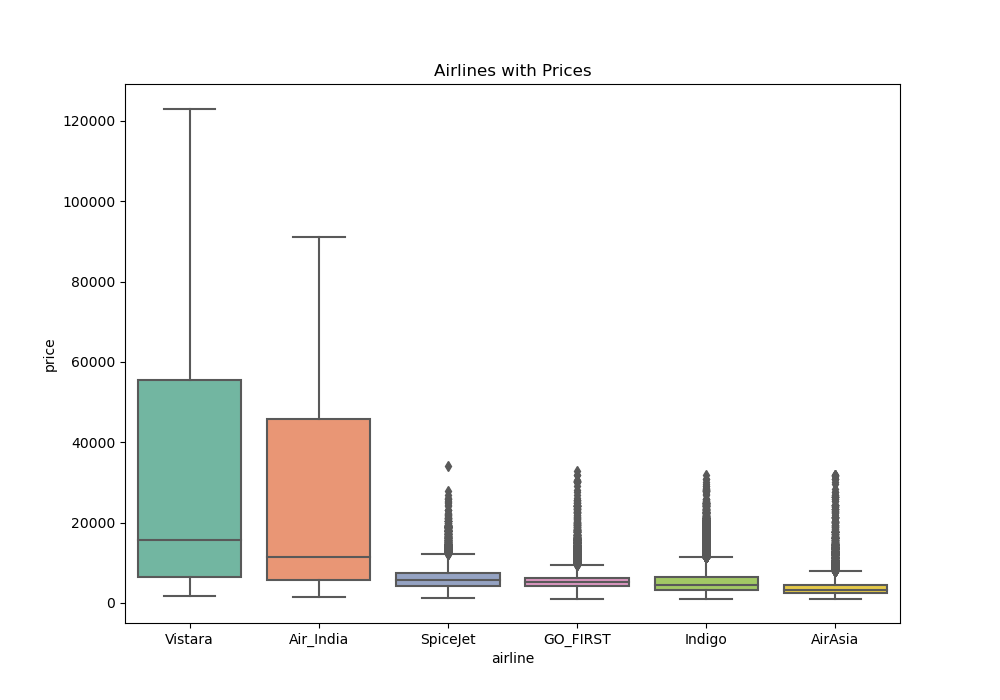 Airlines with Prices
120000
100000
80000
60000
40000
20000
0
price
Vistara
Air_India
SpiceJet
GO_FIRST
Indigo
AirAsia
airline